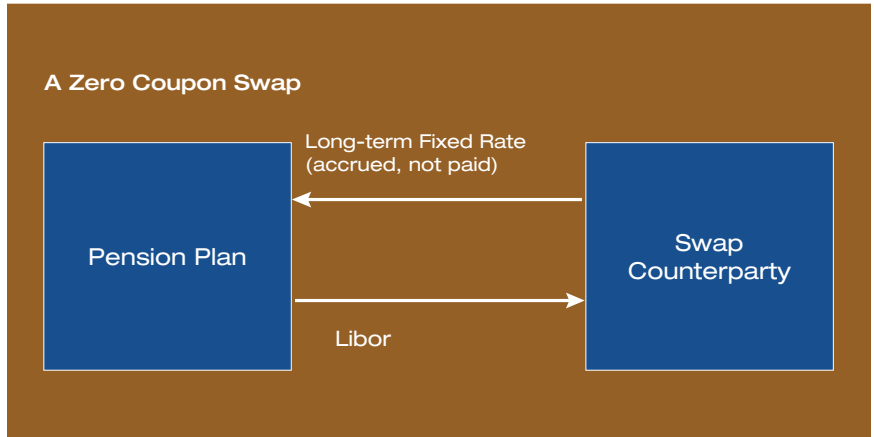 A Zero Coupon Swap
Long-term Fixed Rate
(accrued, not paid)
Pension Plan
Swap
Counterparty
Libor